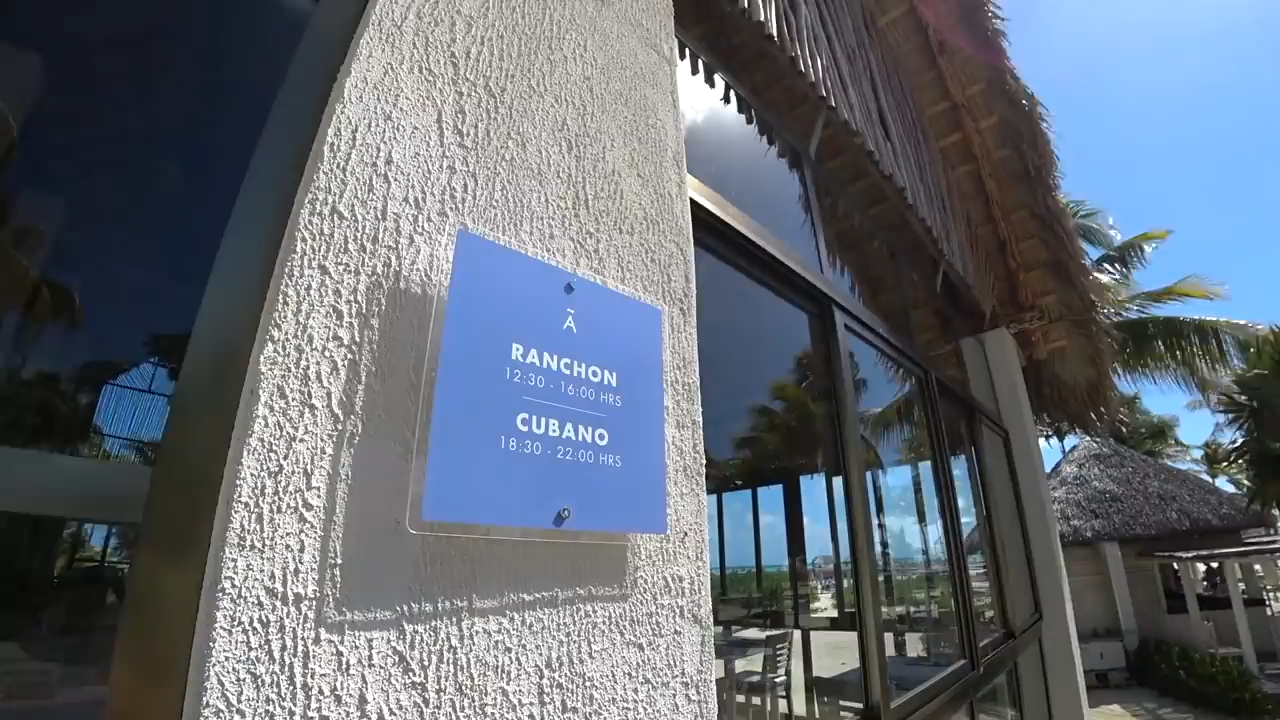 Ã
RANCHON
12:30 - 16:00 HRS
CUBANO
18:30 - 22:00 HRS